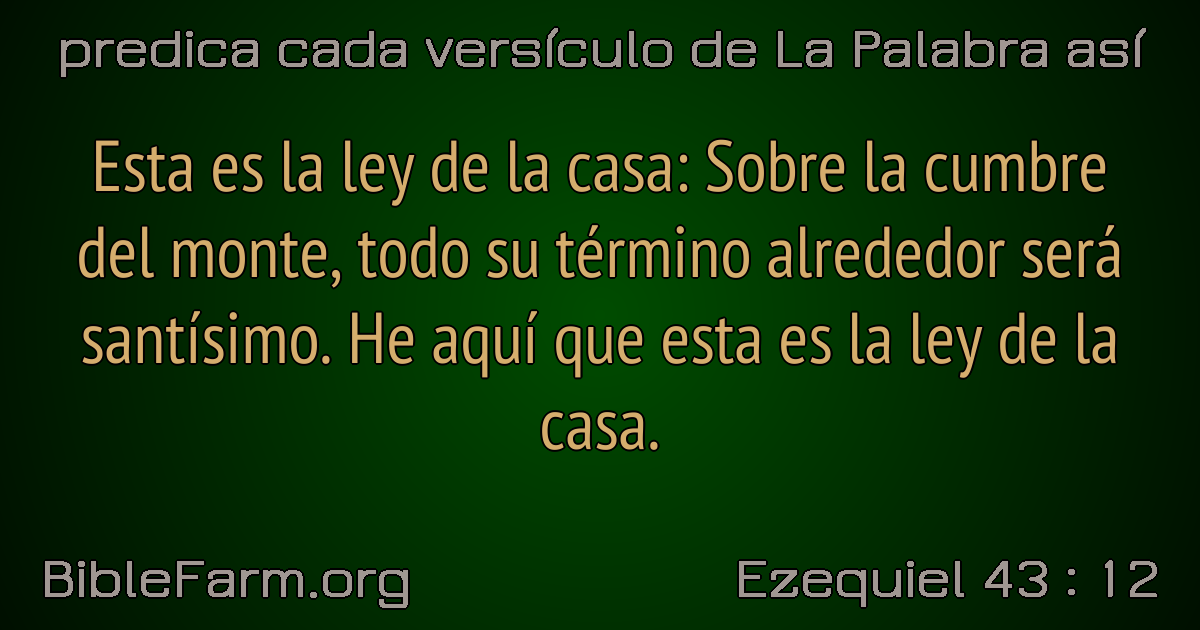 predica cada versículo de La Palabra así
Esta es la ley de la casa: Sobre la cumbre
del monte, todo su término alrededor será
santísimo. He aquí que esta es la ley de la
casa.
BibleFarm.org
Ezequiel 43 : 12